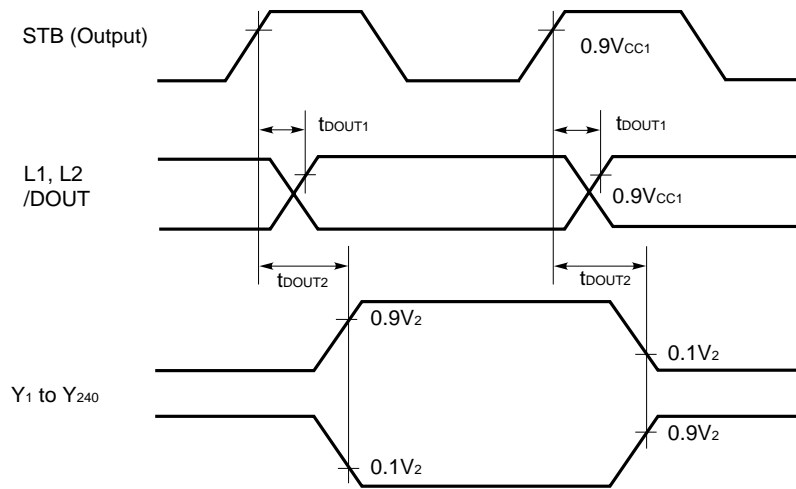 STB (Output)
0.9VCC1
tDOUT1
tDOUT1
L1, L2
/DOUT
0.9VCC1
tDOUT2
tDOUT2
0.9V2
0.1V2
Y1 to Y240
0.1V2
0.9V2